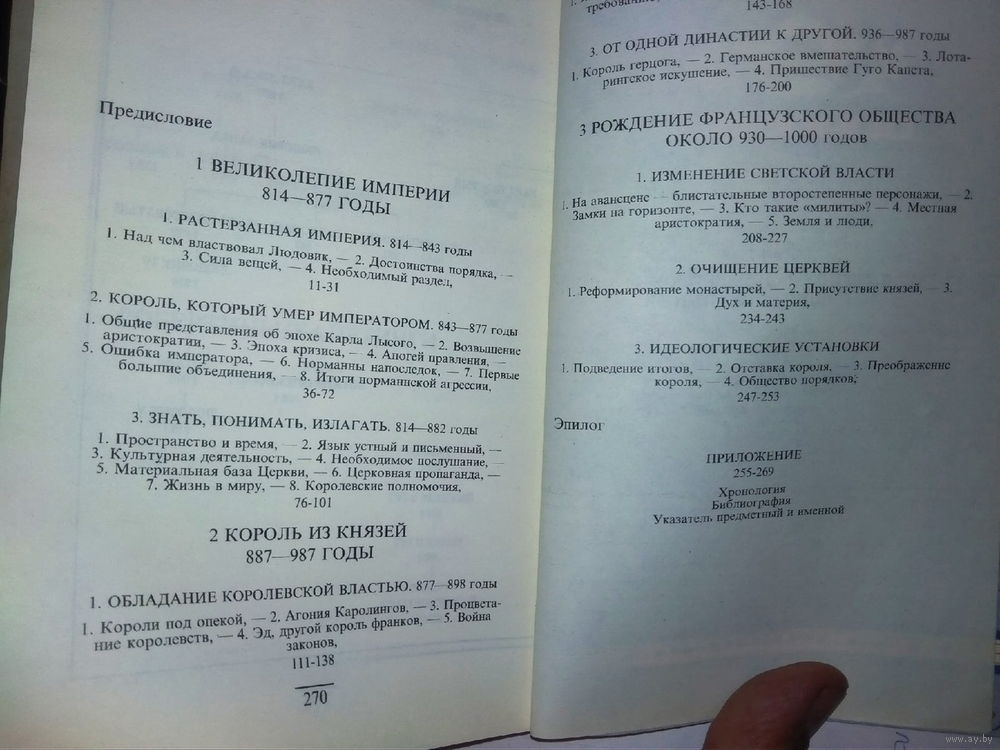 Предисловие
1 ВЕЛИКОЛЕПИЕ ИМПЕРИИ
814—877 ГОДЫ
1. РАСТЕРЗАННАЯ ИМПЕРИЯ. 814—843 годы
1. Над чем властвовал Людовик, — 2. Достоинства порядка, —
3. Сила вещей, — 4. Необходимый раздел,
11-31
2. КОРОЛЬ, КОТОРЫЙ УМЕР ИМПЕРАТОРОМ. 843—877 годы
1. Общие представления об эпохе Карла Лысого, — 2. Возвышение
аристократии, — 3. Эпоха кризиса, — 4. Апогей правления, —
5. Ошибка императора, — 6. Норманны напоследок, — 7. Первые
большие объединения, — 8. Итоги норманнской агрессии,
36-72
3. ЗНАТЬ, ПОНИМАТЬ, ИЗЛАГАТЬ. 814—882 годы
1. Пространство и время, — 2. Язык устный и письменный, —
3. Культурная деятельность, — 4. Необходимое послушание, —
5. Материальная база Церкви, — 6. Церковная пропаганда, —
7. Жизнь в миру, — 8. Королевские полномочия,
76-101
2 КОРОЛЬ ИЗ КНЯЗЕЙ
887—987 ГОДЫ
1. ОБЛАДАНИЕ КОРОЛЕВСКОЙ ВЛАСТЬЮ. 877—898 годы
1. Короли под опекой, — 2. Агония Каролингов, — 3. Процвета-
ние королевств, — 4. Эд, другой король франков, — 5. Война
законов,
111-138
270
требование,
143-168
3. ОТ ОДНОЙ ДИНАСТИИ К ДРУГОЙ. 936—987 годы
1. Король герцога, — 2. Германское вмешательство, — 3. Лота-
рингское искушение, — 4. Пришествие Гуго Капета,
176-200
3 РОЖДЕНИЕ ФРАНЦУЗСКОГО ОБЩЕСТВА
ОКОЛО 930—1000 годов
1. ИЗМЕНЕНИЕ СВЕТСКОЙ ВЛАСТИ
1. На авансцене — блистательные второстепенные персонажи, — 2.
Замки на горизонте, — 3. Кто такие «милиты»? — 4. Местная
аристократия, — 5. Земля и люди,
208-227
2. ОЧИЩЕНИЕ ЦЕРКВЕЙ
1. Реформирование монастырей, — 2. Присутствие князей, — 3.
Дух и материя,
234-243
3. ИДЕОЛОГИЧЕСКИЕ УСТАНОВКИ
1. Подведение итогов, — 2. Отставка короля, — 3. Преображение
короля, — 4. Общество порядков,
247-253
Эпилог
ПРИЛОЖЕНИЕ
255-269
Хронология
Библиография
Указатель предметный и именной
www.ay.by